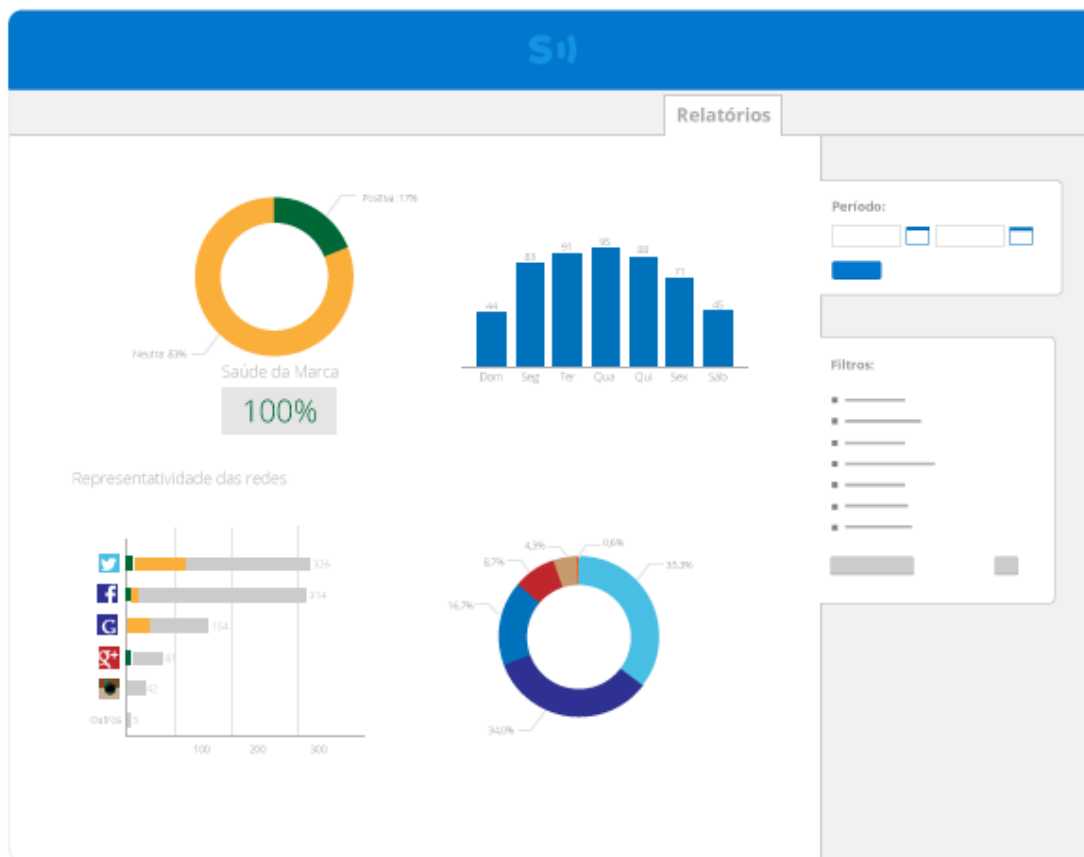 S
Relatórios
Positiva: 17%
Neutra: 83%
Saúde da Marca
100%
44
83
91
95
88
71
45
Dom Seg Ter Qua Qui Sex Sáb
Período:
Filtros:
Representatividade das redes
326
f 314
G 154
g+ 91
42
Outros 5
100 200 300
0,6%
4,3%
8,7%
35,3%
16,7%
34,0%